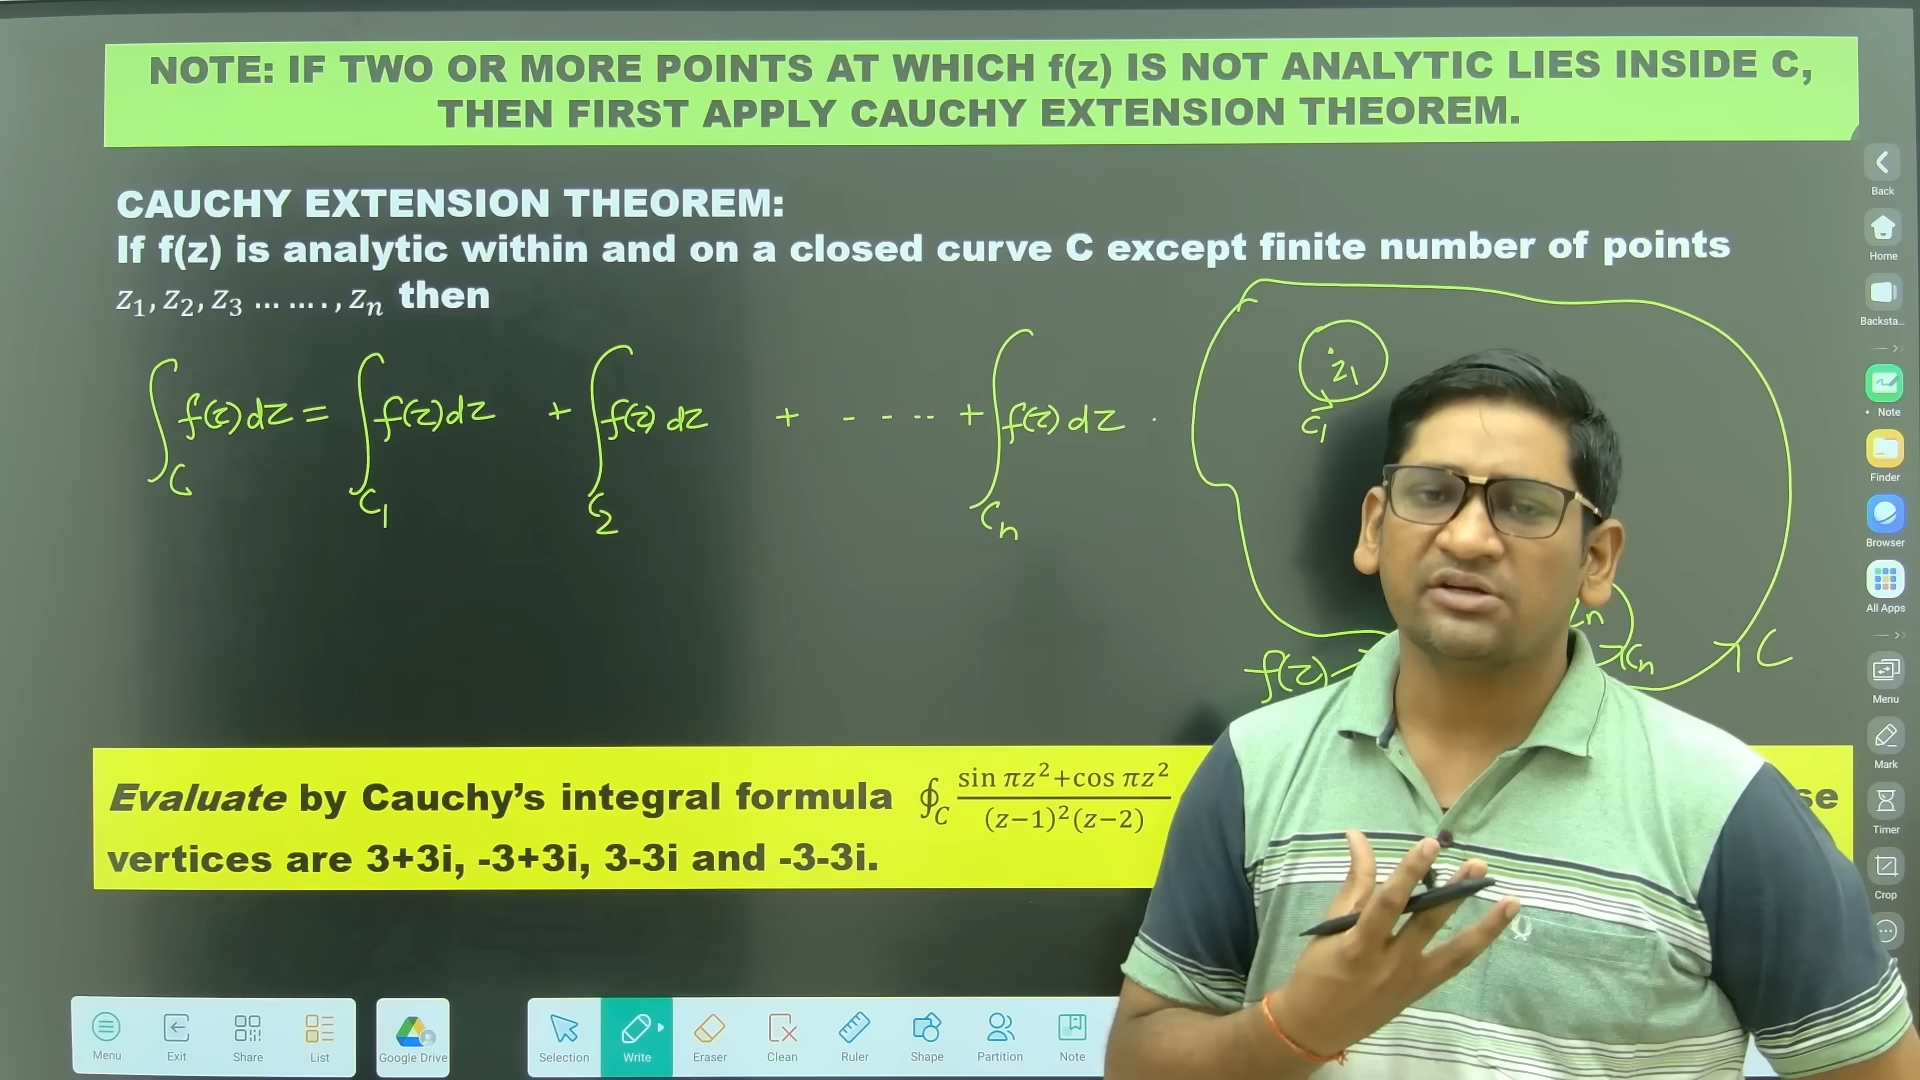 NOTE: IF TWO OR MORE POINTS AT WHICH f(z) IS NOT ANALYTIC LIES INSIDE C,
THEN FIRST APPLY CAUCHY EXTENSION THEOREM.
CAUCHY EXTENSION THEOREM:
If f(z) is analytic within and on a closed curve C except finite number of points
z₁, z₂, z₃ … … . , zₙ then
∫_C f(z)dz = ∫_C₁ f(z)dz + ∫_C₂ f(z) dz + - - - - + ∫_Cₙ f(z) dz .
z₁
C₁
Cₙ
C
f(z)
Evaluate by Cauchy’s integral formula ∮_C (sin πz²+cos πz²)/((z−1)²(z−2))
vertices are 3+3i, -3+3i, 3-3i and -3-3i.
Back
Home
Backsta...
Note
Finder
Browser
All Apps
Menu
Mark
Timer
Crop
Menu Exit Share List Google Drive Selection Write Eraser Clean Ruler Shape Partition Note